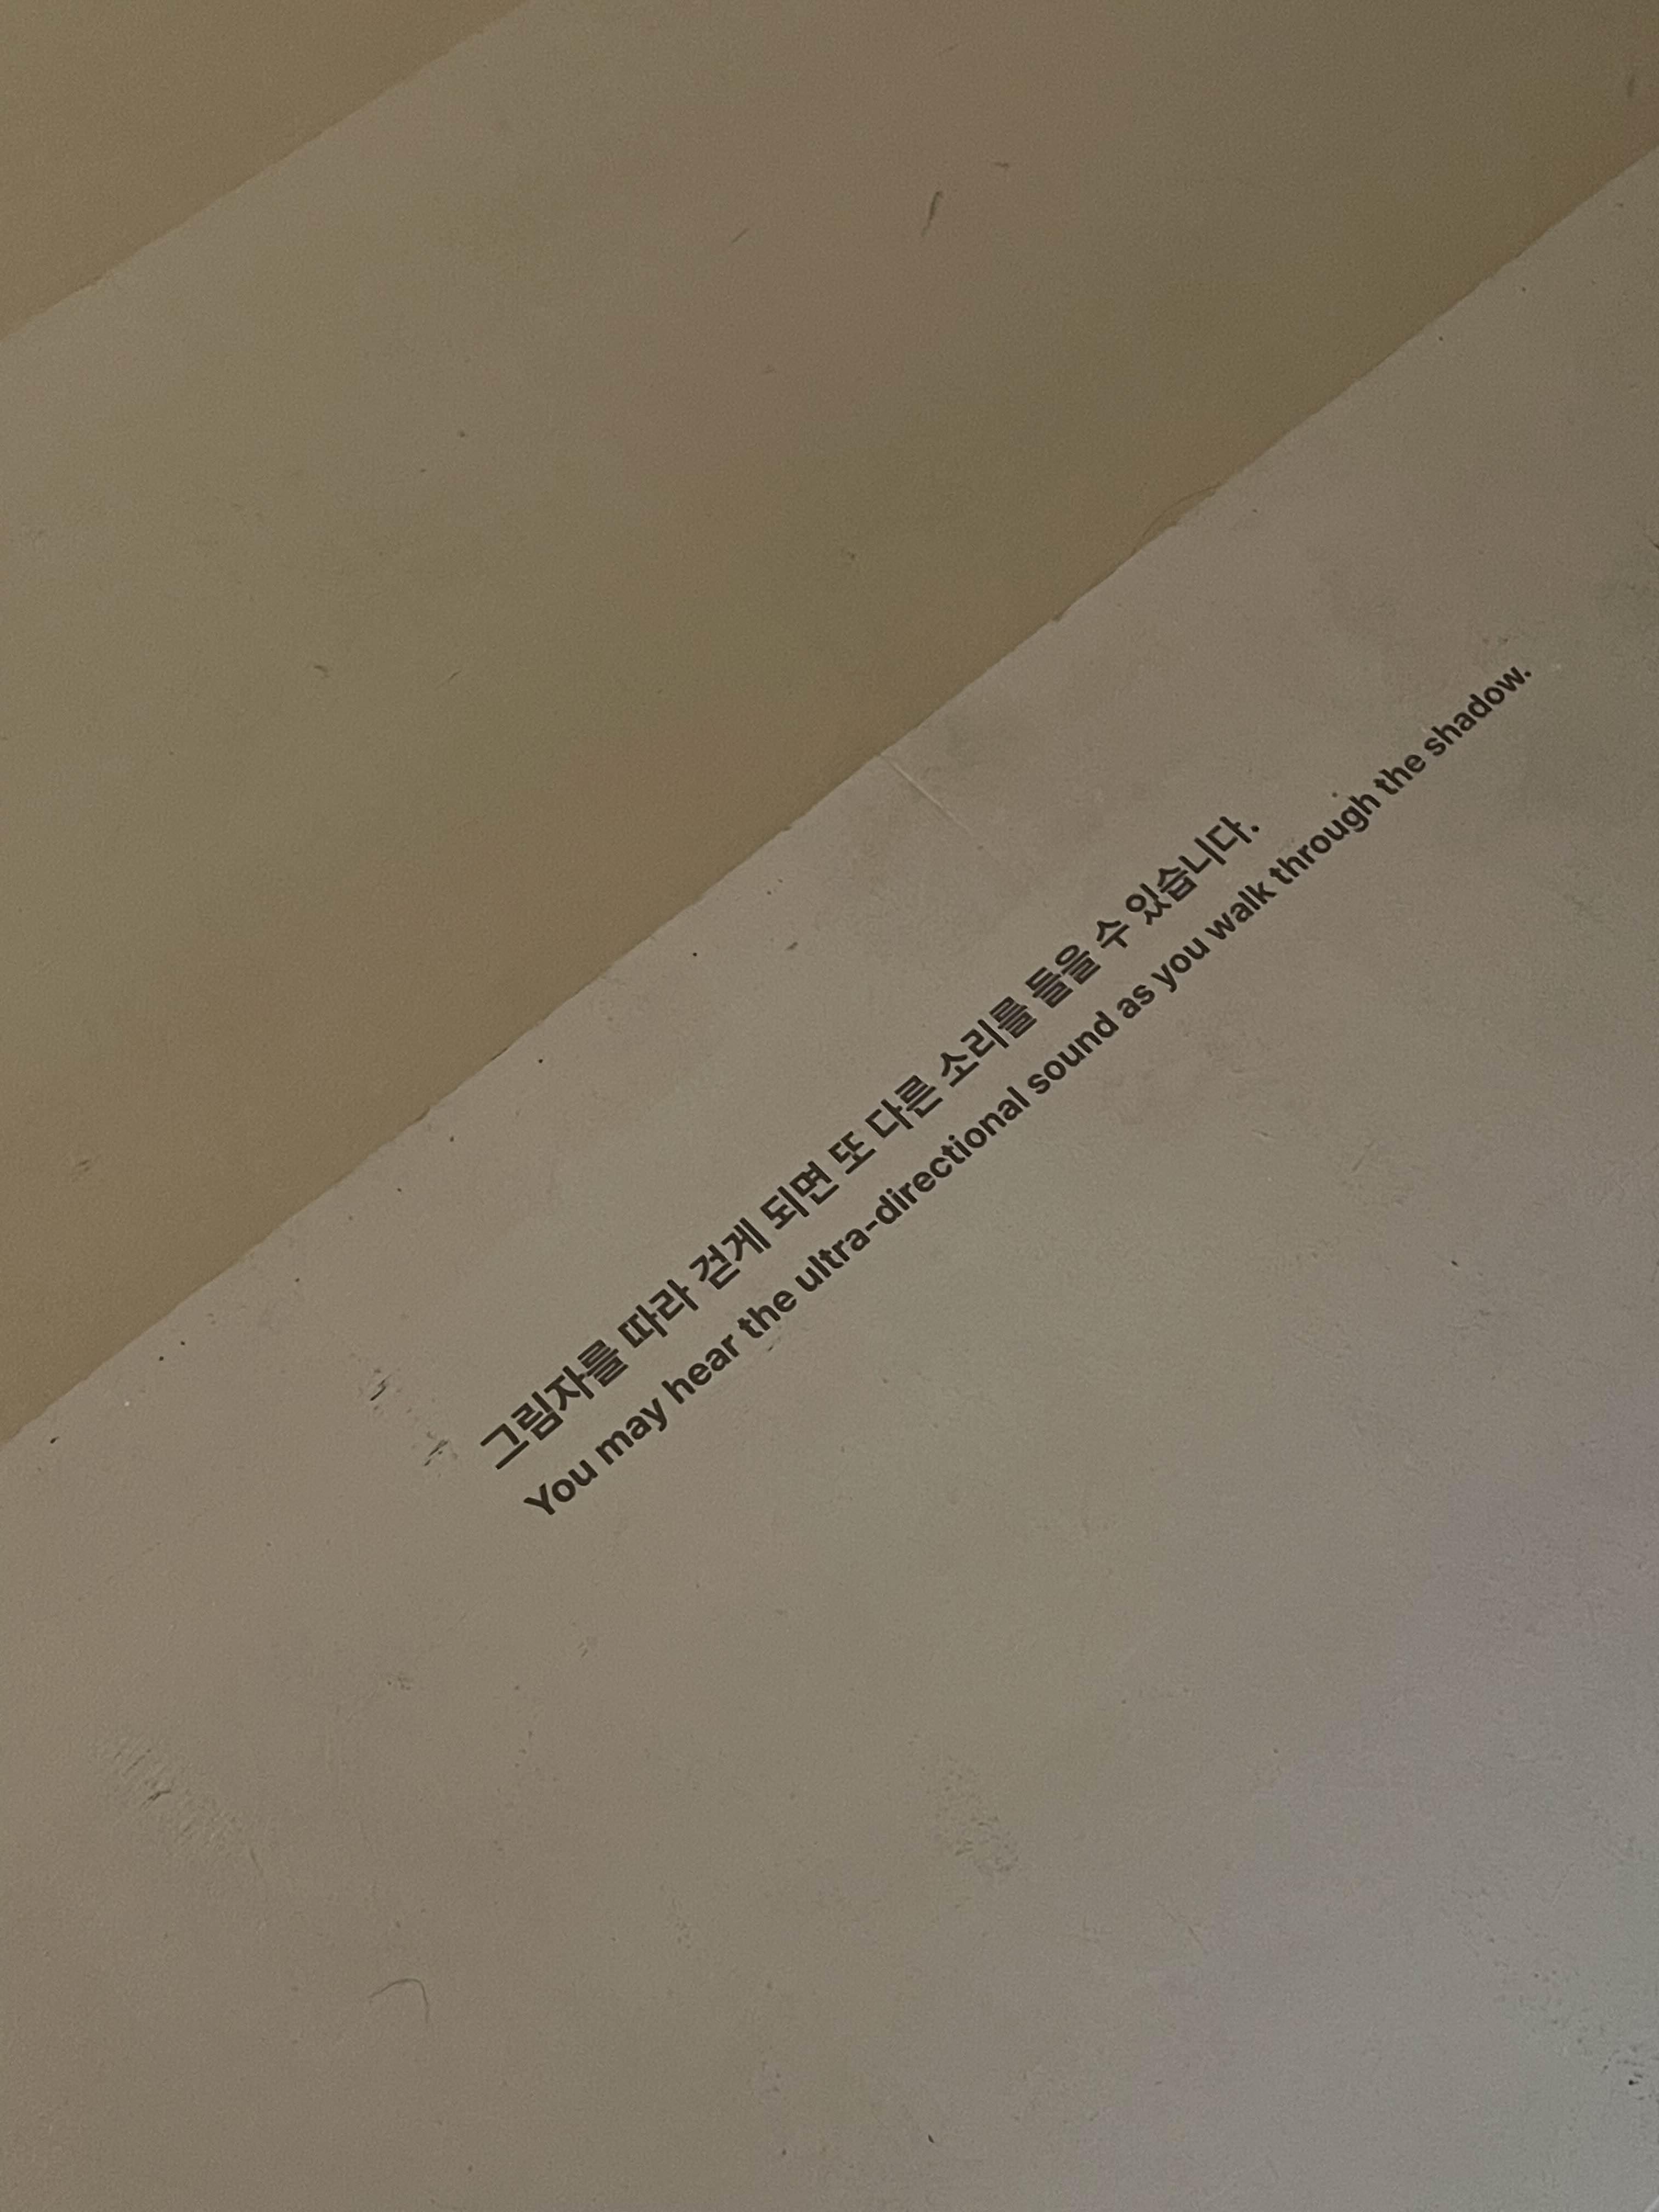 그림자를 따라 걷게 되면 또 다른 소리를 들을 수 있습니다.
You may hear the ultra-directional sound as you walk through the shadow.